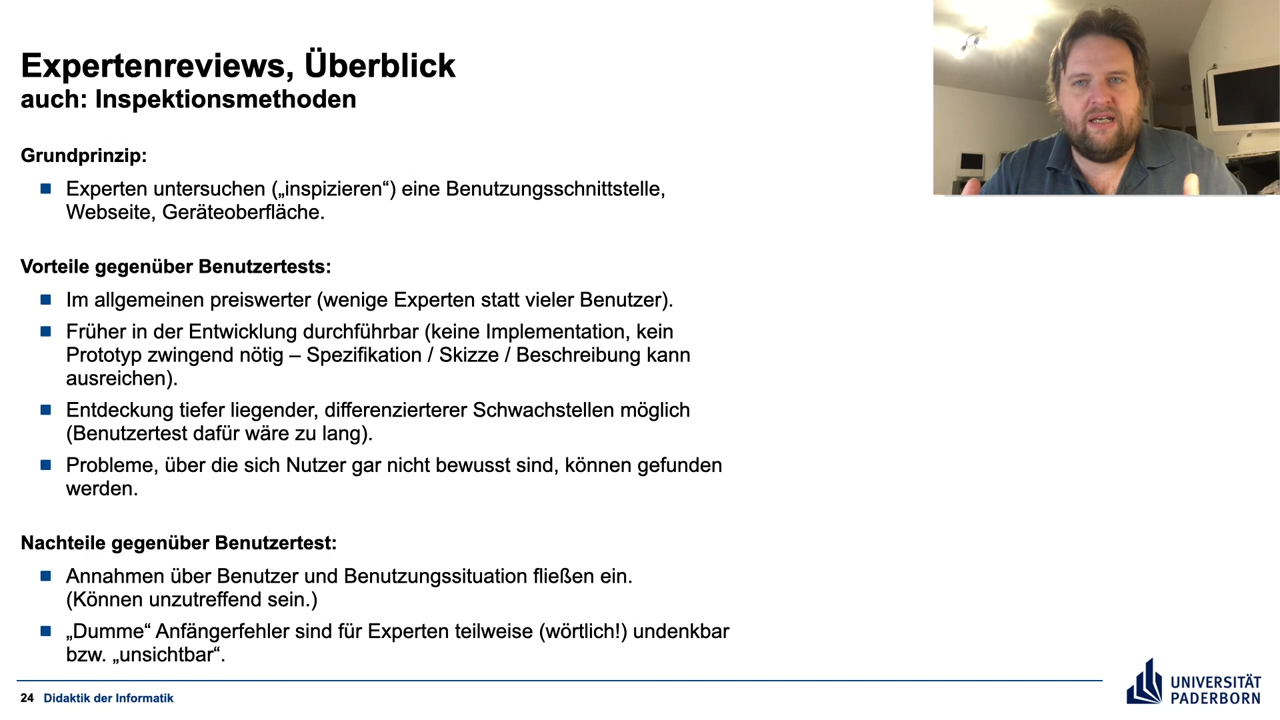 Expertenreviews, Überblick
auch: Inspektionsmethoden
Grundprinzip:
Experten untersuchen („inspizieren“) eine Benutzungsschnittstelle,
Webseite, Geräteoberfläche.
Vorteile gegenüber Benutzertests:
Im allgemeinen preiswerter (wenige Experten statt vieler Benutzer).
Früher in der Entwicklung durchführbar (keine Implementation, kein
Prototyp zwingend nötig – Spezifikation / Skizze / Beschreibung kann
ausreichen).
Entdeckung tiefer liegender, differenzierterer Schwachstellen möglich
(Benutzertest dafür wäre zu lang).
Probleme, über die sich Nutzer gar nicht bewusst sind, können gefunden
werden.
Nachteile gegenüber Benutzertest:
Annahmen über Benutzer und Benutzungssituation fließen ein.
(Können unzutreffend sein.)
„Dumme“ Anfängerfehler sind für Experten teilweise (wörtlich!) undenkbar
bzw. „unsichtbar“.
24 Didaktik der Informatik
UNIVERSITÄT
PADERBORN